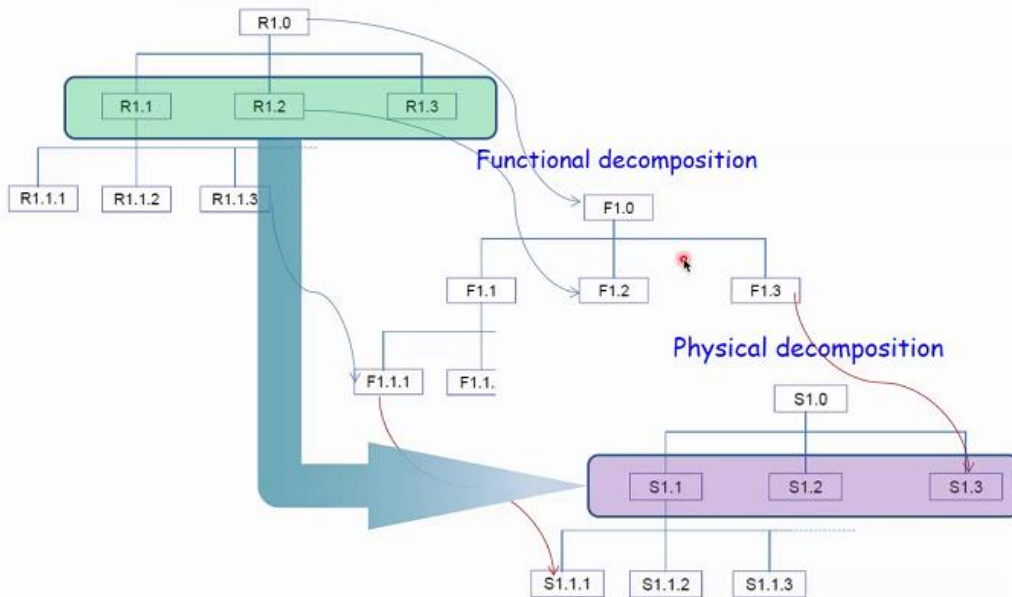 R1.0
R1.1 R1.2 R1.3
Functional decomposition
R1.1.1 R1.1.2 R1.1.3
F1.0
F1.1 F1.2 F1.3
Physical decomposition
F1.1.1 F1.1.
S1.0
S1.1 S1.2 S1.3
S1.1.1 S1.1.2 S1.1.3